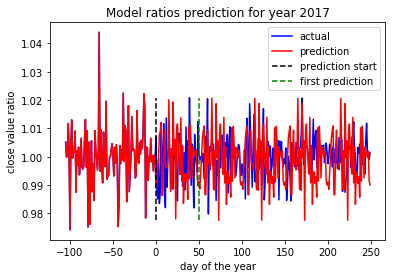 Model ratios prediction for year 2017
actual
prediction
prediction start
first prediction
close value ratio
1.04
1.03
1.02
1.01
1.00
0.99
0.98
−100
−50
0
50
100
150
200
250
day of the year